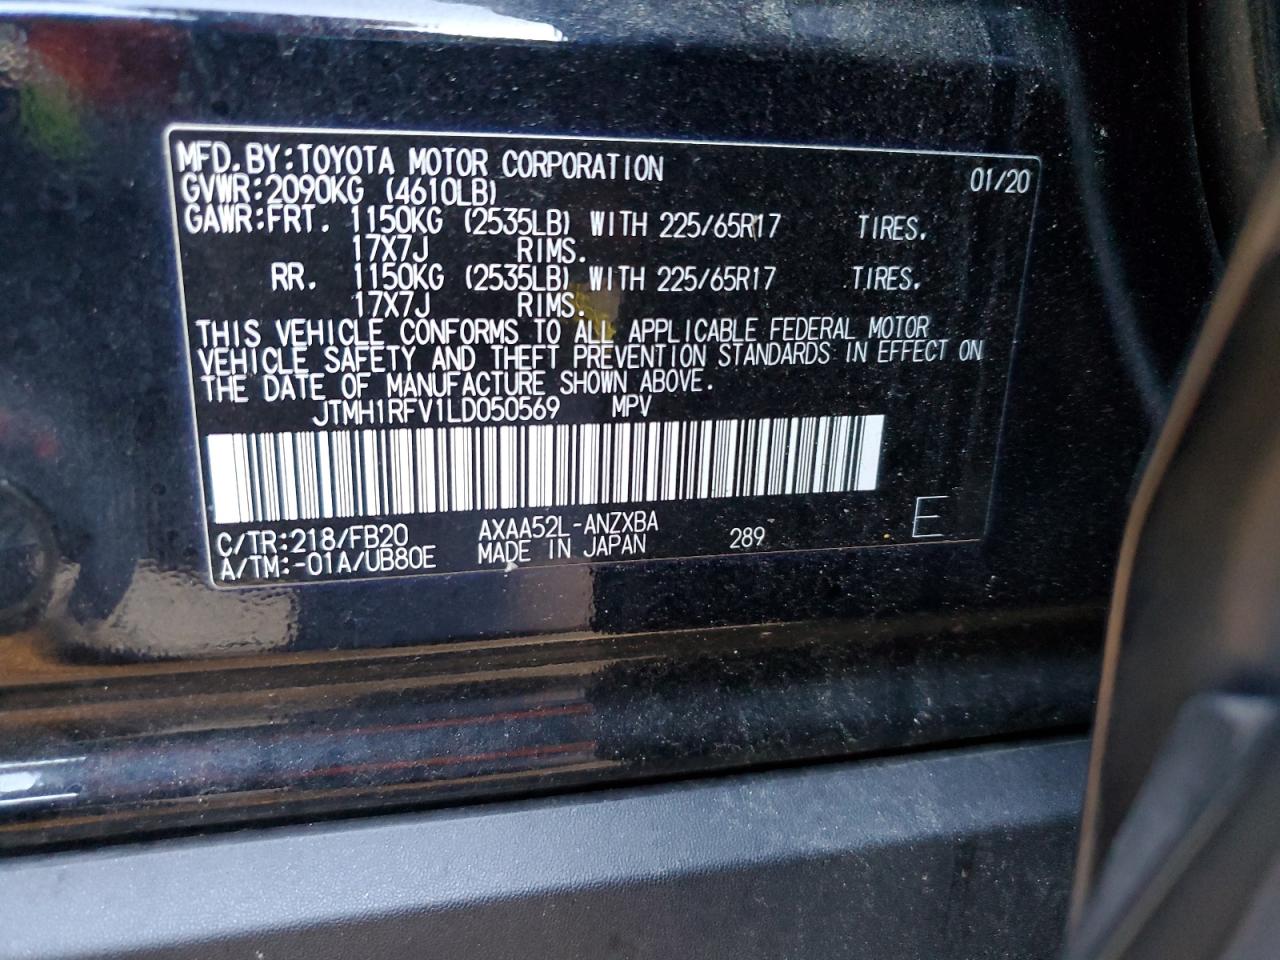 MFD.BY:TOYOTA MOTOR CORPORATION 01/20
GVWR:2090KG (4610LB)
GAWR:FRT. 1150KG (2535LB) WITH 225/65R17 TIRES.
17X7J RIMS.
RR. 1150KG (2535LB) WITH 225/65R17 TIRES.
17X7J RIMS.
THIS VEHICLE CONFORMS TO ALL APPLICABLE FEDERAL MOTOR
VEHICLE SAFETY AND THEFT PREVENTION STANDARDS IN EFFECT ON
THE DATE OF MANUFACTURE SHOWN ABOVE.
JTMH1RFV1LD050569 MPV
C/TR:218/FB20 AXAA52L-ANZXBA 289 E
A/TM:-01A/UB80E MADE IN JAPAN